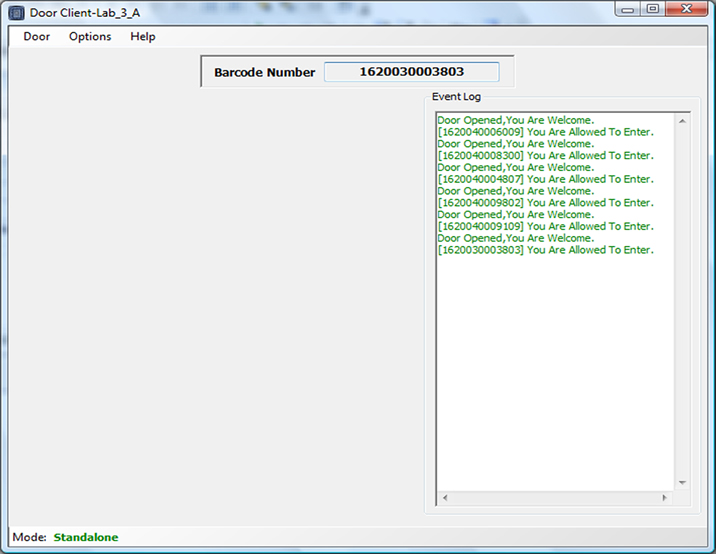 Door Client-Lab_3_A
Door Options Help
Barcode Number 1620030003803
Event Log
Door Opened,You Are Welcome.
[1620040006009] You Are Allowed To Enter.
Door Opened,You Are Welcome.
[1620040008300] You Are Allowed To Enter.
Door Opened,You Are Welcome.
[1620040004807] You Are Allowed To Enter.
Door Opened,You Are Welcome.
[1620040009802] You Are Allowed To Enter.
Door Opened,You Are Welcome.
[1620040009109] You Are Allowed To Enter.
Door Opened,You Are Welcome.
[1620030003803] You Are Allowed To Enter.
Mode: Standalone